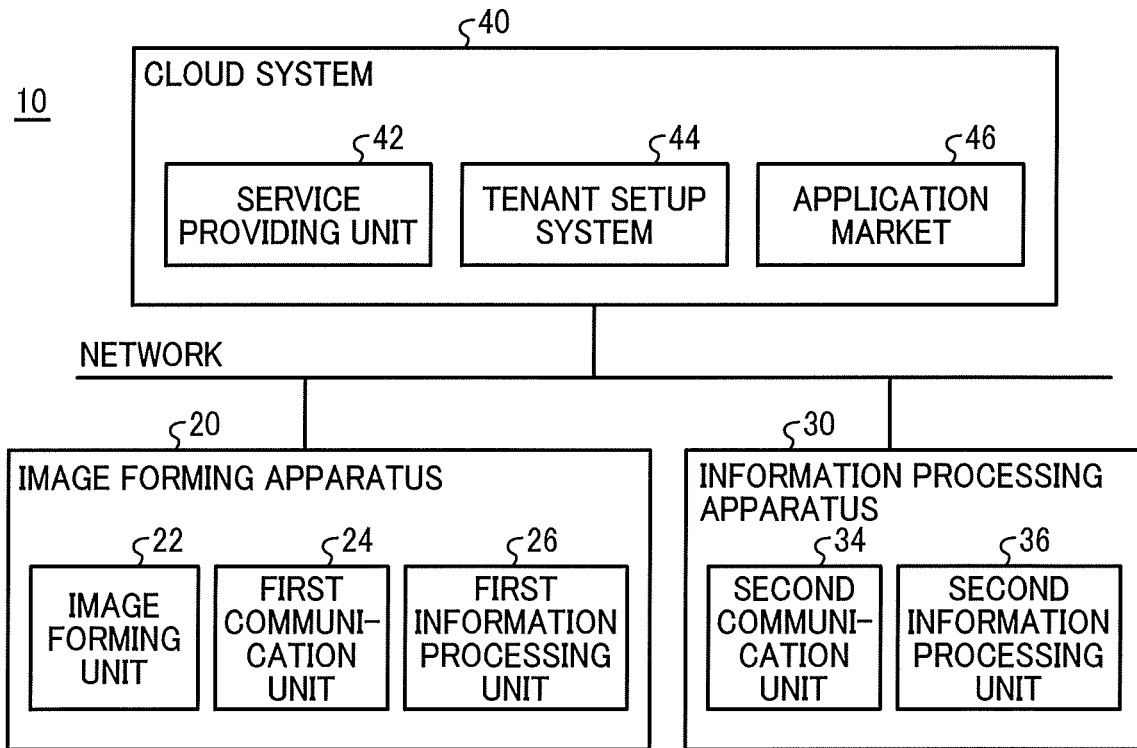 40
CLOUD SYSTEM
10
42
44
46
SERVICE
PROVIDING UNIT
TENANT SETUP
SYSTEM
APPLICATION
MARKET
NETWORK
20
30
IMAGE FORMING APPARATUS
INFORMATION PROCESSING
APPARATUS
22
24
26
34
36
IMAGE
FORMING
UNIT
FIRST
COMMUNI-
CATION
UNIT
FIRST
INFORMATION
PROCESSING
UNIT
SECOND
COMMUNI-
CATION
UNIT
SECOND
INFORMATION
PROCESSING
UNIT